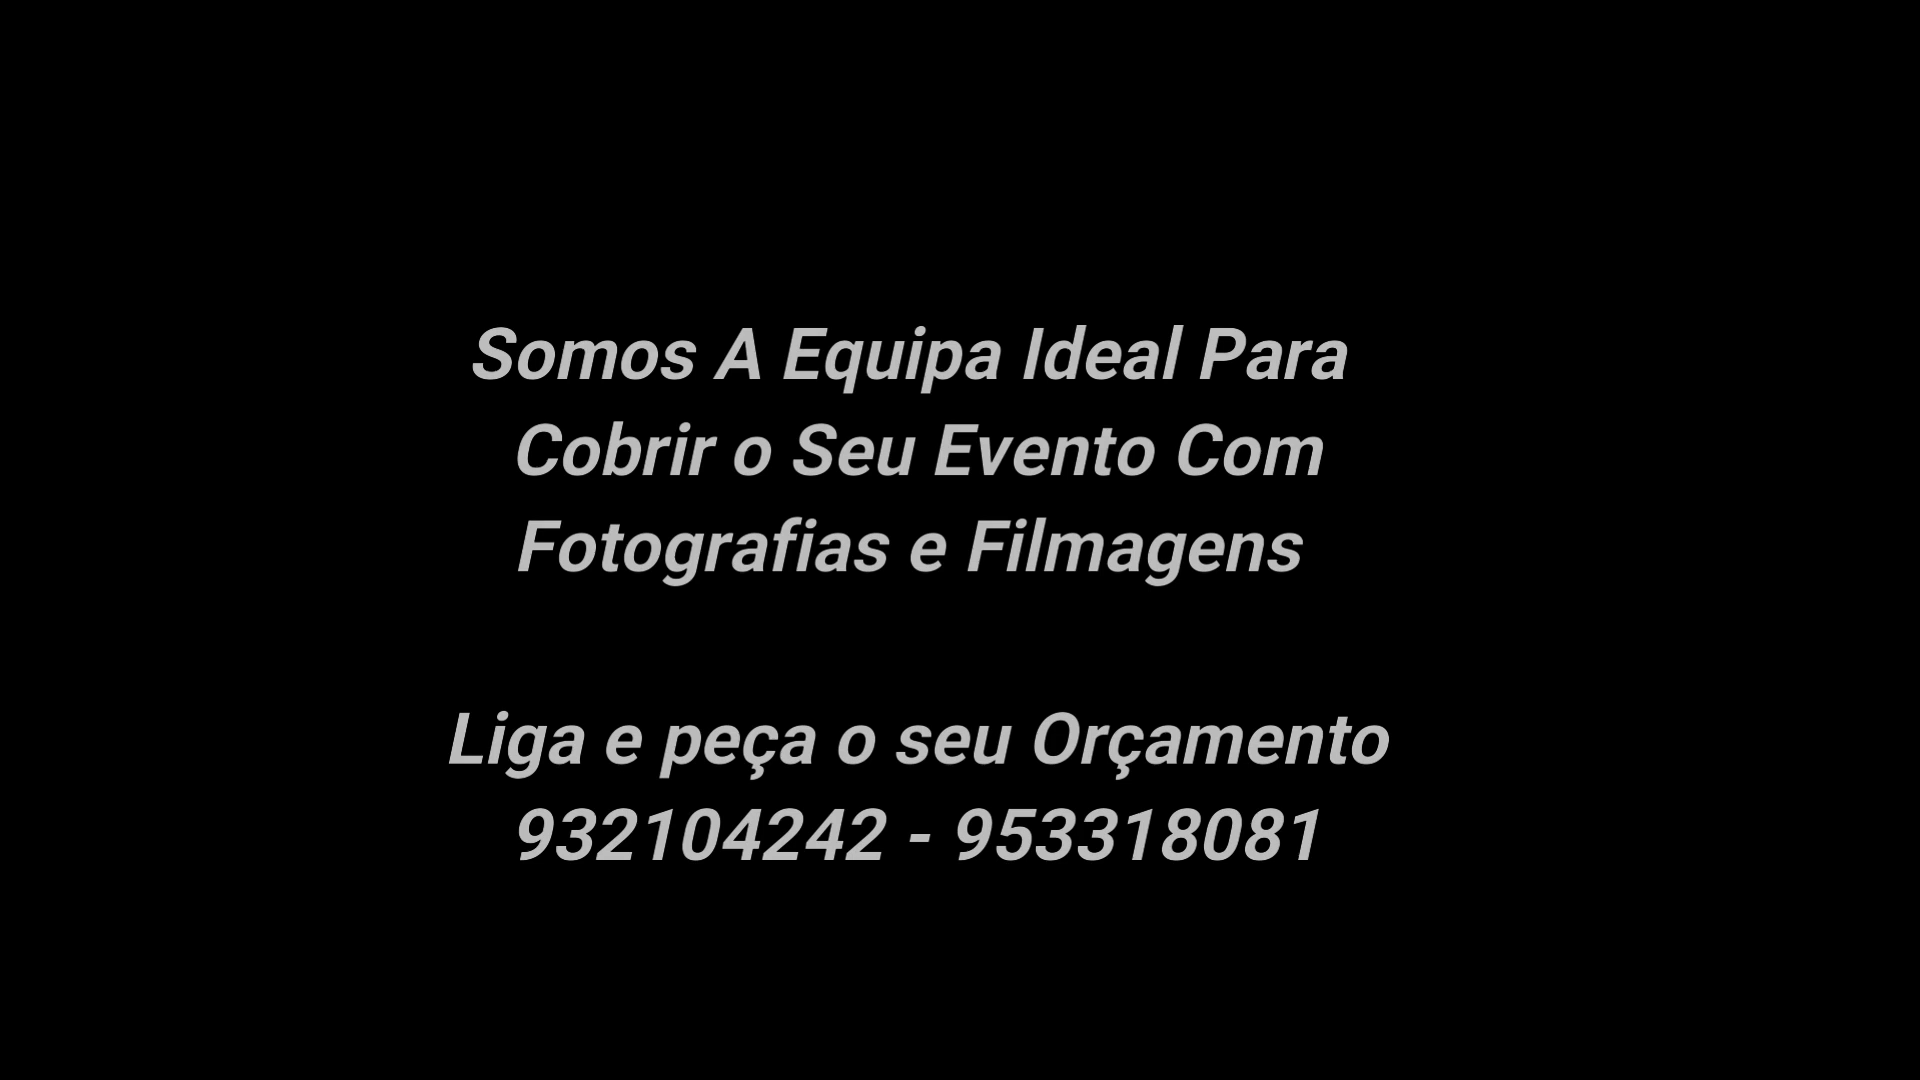 Somos A Equipa Ideal Para
Cobrir o Seu Evento Com
Fotografias e Filmagens
Liga e peça o seu Orçamento
932104242 - 953318081